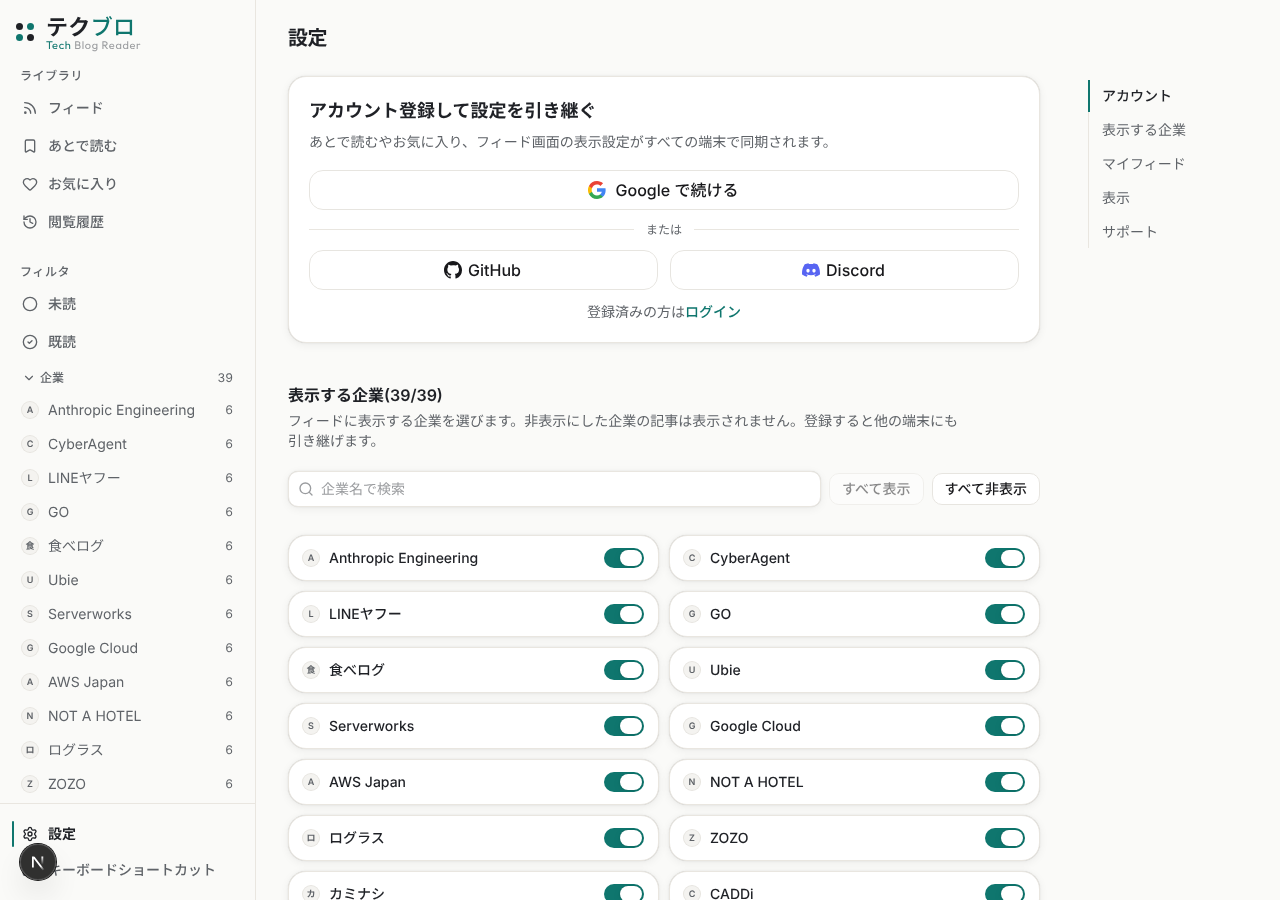 テクブロ
Tech Blog Reader
ライブラリ
フィード
あとで読む
お気に入り
閲覧履歴
フィルタ
未読
既読
企業 39
A Anthropic Engineering 6
C CyberAgent 6
L LINEヤフー 6
G GO 6
食 食べログ 6
U Ubie 6
S Serverworks 6
G Google Cloud 6
A AWS Japan 6
N NOT A HOTEL 6
ロ ログラス 6
Z ZOZO 6
設定
N
キーボードショートカット
設定
アカウント登録して設定を引き継ぐ
あとで読むやお気に入り、フィード画面の表示設定がすべての端末で同期されます。
Google で続ける
または
GitHub
Discord
登録済みの方はログイン
表示する企業(39/39)
フィードに表示する企業を選びます。非表示にした企業の記事は表示されません。登録すると他の端末にも
引き継げます。
企業名で検索
すべて表示
すべて非表示
A Anthropic Engineering
C CyberAgent
L LINEヤフー
G GO
食 食べログ
U Ubie
S Serverworks
G Google Cloud
A AWS Japan
N NOT A HOTEL
ロ ログラス
Z ZOZO
カ カミナシ
C CADDi
アカウント
表示する企業
マイフィード
表示
サポート